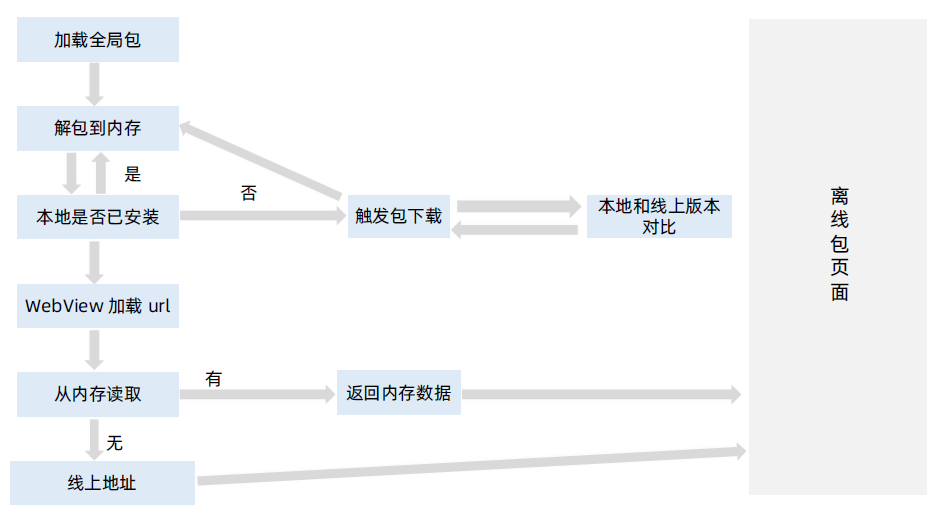 加载全局包
解包到内存
是
否
本地是否已安装
触发包下载
本地和线上版本
对比
WebView 加载 url
有
从内存读取
返回内存数据
无
线上地址
离
线
包
页
面